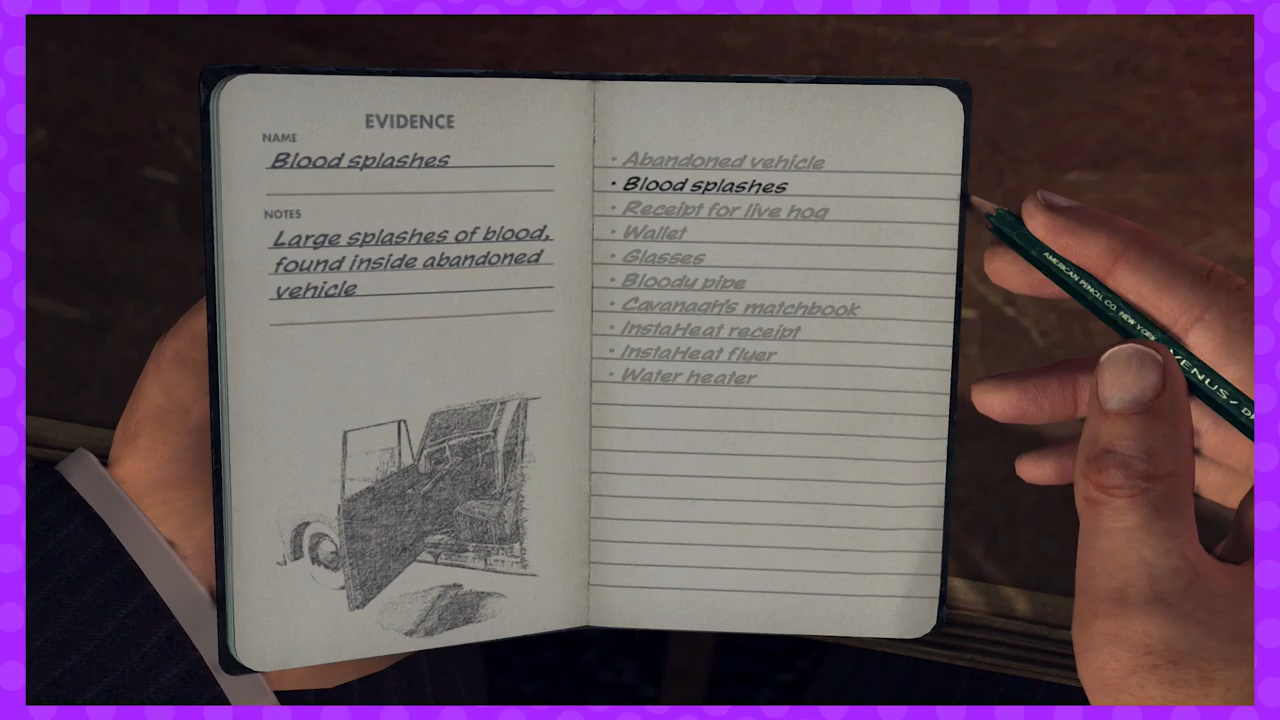 EVIDENCE
NAME
Blood splashes
NOTES
Large splashes of blood,
found inside abandoned
vehicle
• Abandoned vehicle
• Blood splashes
• Receipt for live hog
• Wallet
• Glasses
• Bloody pipe
• Cavanagh's matchbook
• InstaHeat receipt
• InstaHeat flyer
• Water heater
AMERICAN PENCIL CO. NEW YORK
VENUS